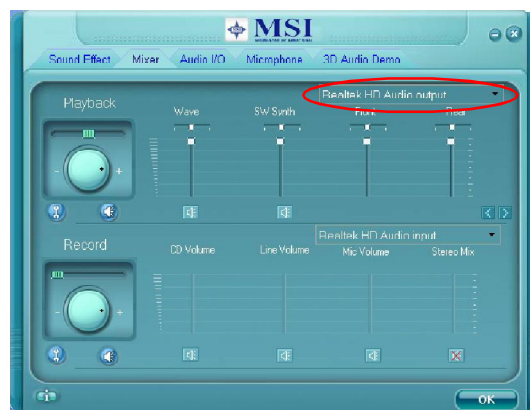 MSI
Sound Effect Mixer Audio I/O Microphone 3D Audio Demo
Realtek HD Audio output
Playback
Wave SW Synth Front Rear
Realtek HD Audio input
Record
CD Volume Line Volume Mic Volume Stereo Mix
OK